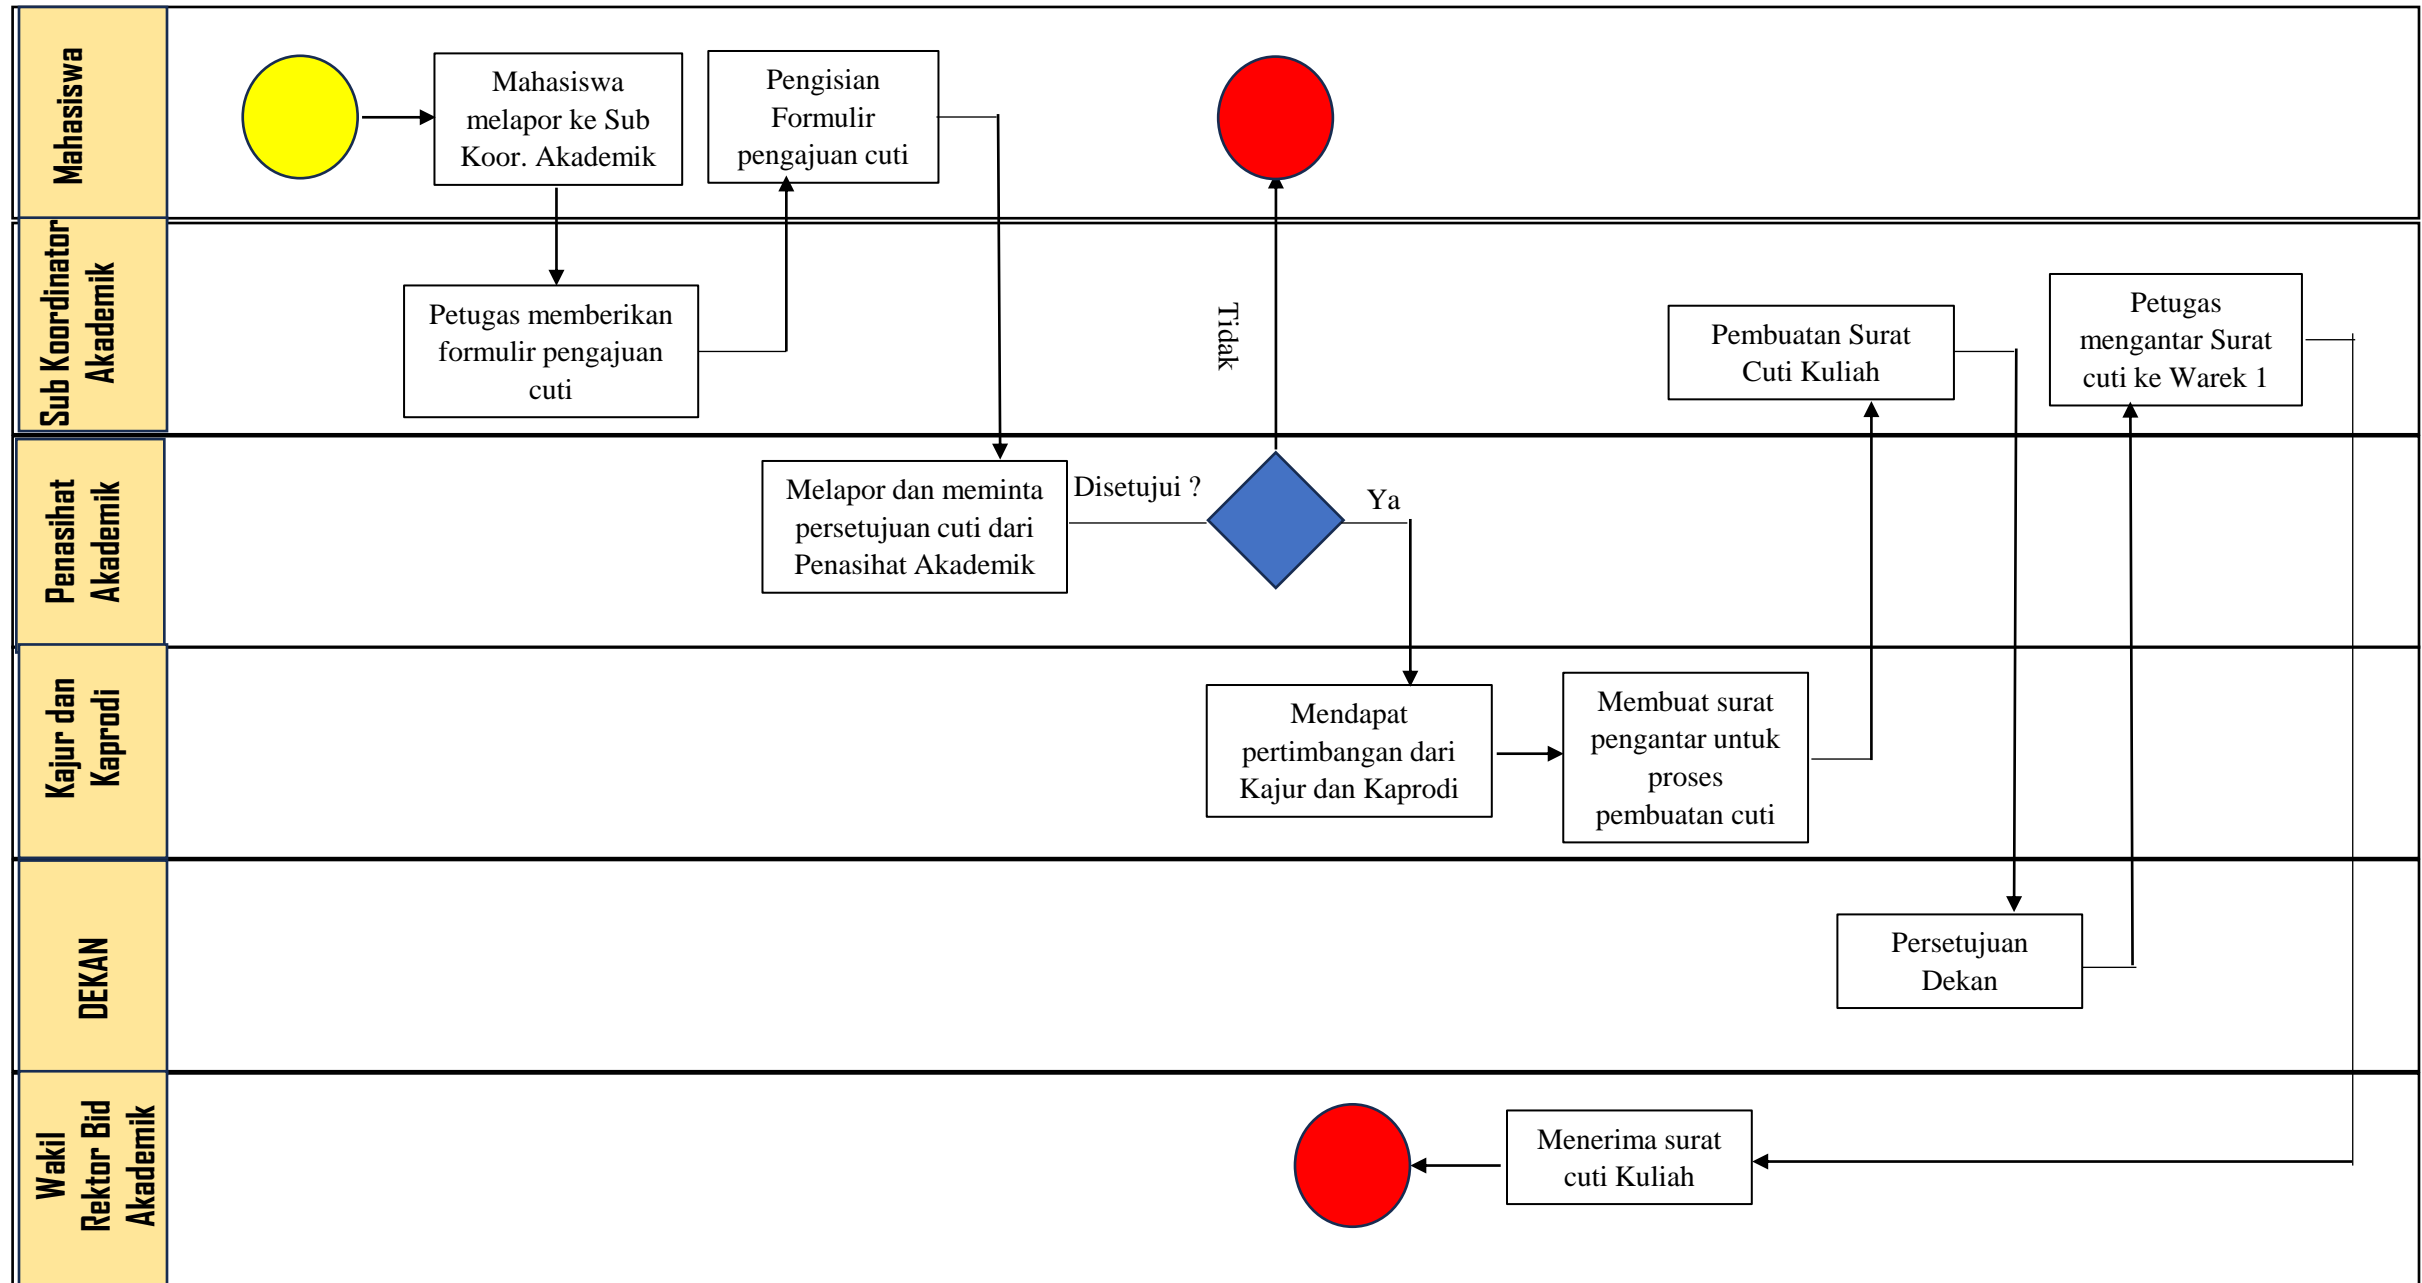 Mahasiswa
Mahasiswa
melapor ke Sub
Koor. Akademik
Pengisian
Formulir
pengajuan cuti
Sub Koordinator
Akademik
Petugas memberikan
formulir pengajuan
cuti
Tidak
Pembuatan Surat
Cuti Kuliah
Petugas
mengantar Surat
cuti ke Warek 1
Penasihat
Akademik
Melapor dan meminta
persetujuan cuti dari
Penasihat Akademik
Disetujui ?
Ya
Kajur dan
Kaprodi
Mendapat
pertimbangan dari
Kajur dan Kaprodi
Membuat surat
pengantar untuk
proses
pembuatan cuti
DEKAN
Persetujuan
Dekan
Wakil
Rektor Bid
Akademik
Menerima surat
cuti Kuliah